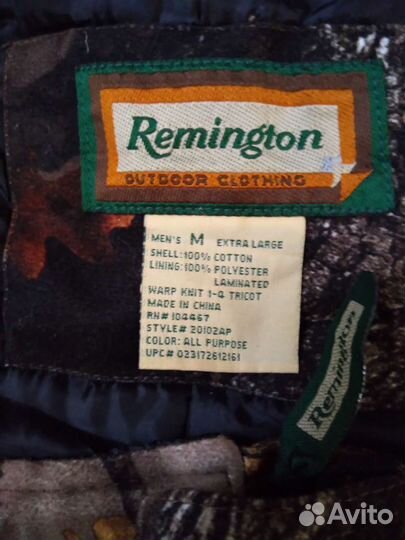 Remington
OUTDOOR CLOTHING
MEN'S M EXTRA LARGE
SHELL: 100% COTTON
LINING: 100% POLYESTER
LAMINATED
WARP KNIT 1-4 TRICOT
MADE IN CHINA
RN# 104467
STYLE# 20102AP
COLOR: ALL PURPOSE
UPC# 023172612161
Remington
Avito